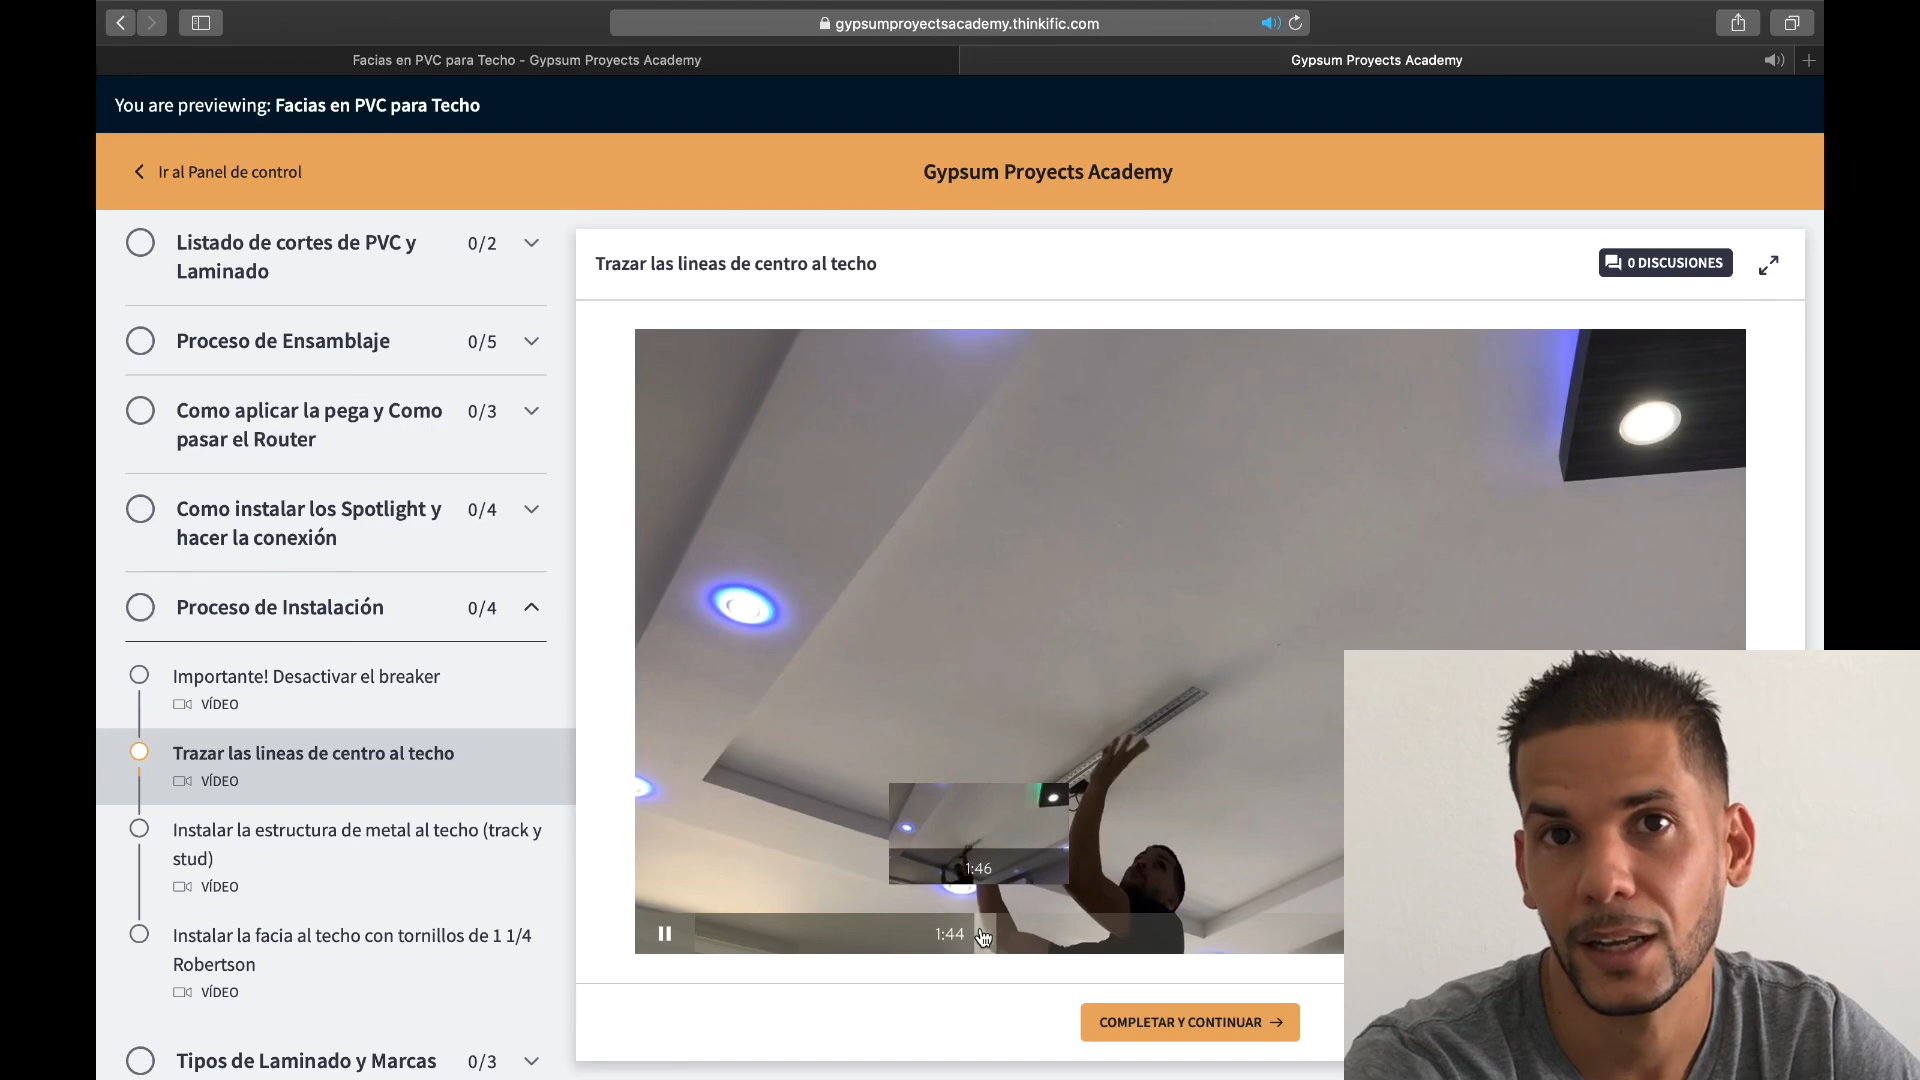 gypsumproyectsacademy.thinkific.com
Facias en PVC para Techo - Gypsum Proyects Academy
Gypsum Proyects Academy
You are previewing: Facias en PVC para Techo
Ir al Panel de control
Gypsum Proyects Academy
Listado de cortes de PVC y
Laminado
0/2
Proceso de Ensamblaje
0/5
Como aplicar la pega y Como
pasar el Router
0/3
Como instalar los Spotlight y
hacer la conexión
0/4
Proceso de Instalación
0/4
Importante! Desactivar el breaker
VÍDEO
Trazar las lineas de centro al techo
VÍDEO
Instalar la estructura de metal al techo (track y
stud)
VÍDEO
Instalar la facia al techo con tornillos de 1 1/4
Robertson
VÍDEO
Tipos de Laminado y Marcas
0/3
Trazar las lineas de centro al techo
0 DISCUSIONES
1:46
1:44
COMPLETAR Y CONTINUAR